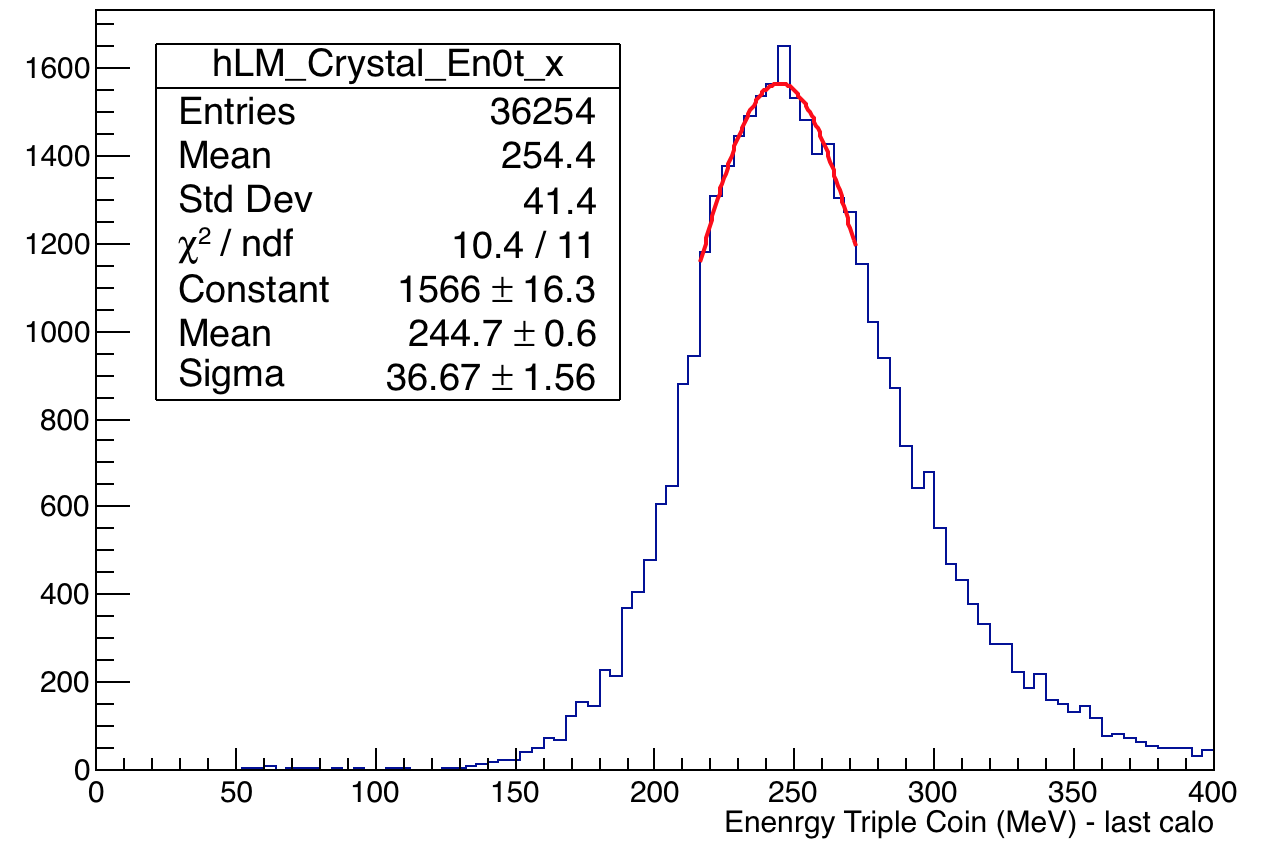 hLM_Crystal_En0t_x
Entries 36254
Mean 254.4
Std Dev 41.4
χ² / ndf 10.4 / 11
Constant 1566 ± 16.3
Mean 244.7 ± 0.6
Sigma 36.67 ± 1.56
1600
1400
1200
1000
800
600
400
200
0
0 50 100 150 200 250 300 350 400
Enenrgy Triple Coin (MeV) - last calo